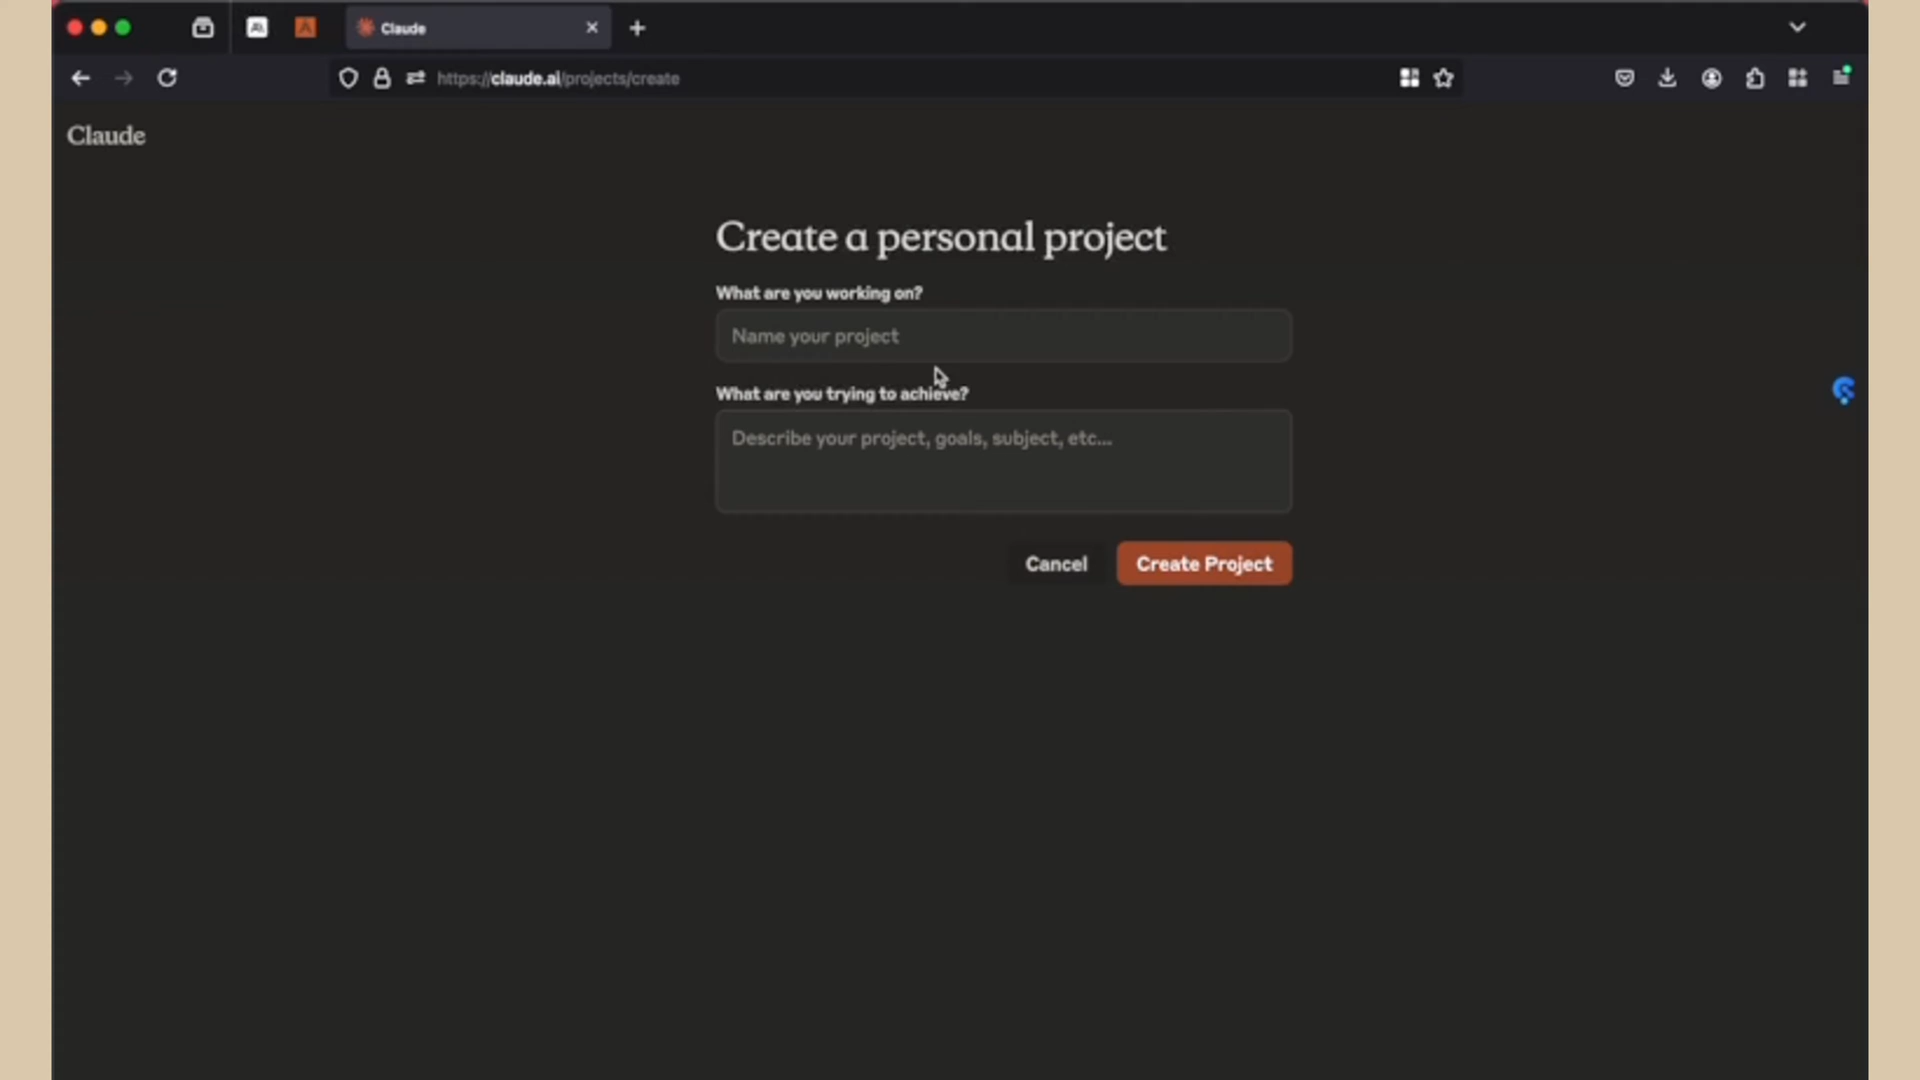 Claude
https://claude.ai/projects/create
Claude
Create a personal project
What are you working on?
Name your project
What are you trying to achieve?
Describe your project, goals, subject, etc...
Cancel
Create Project